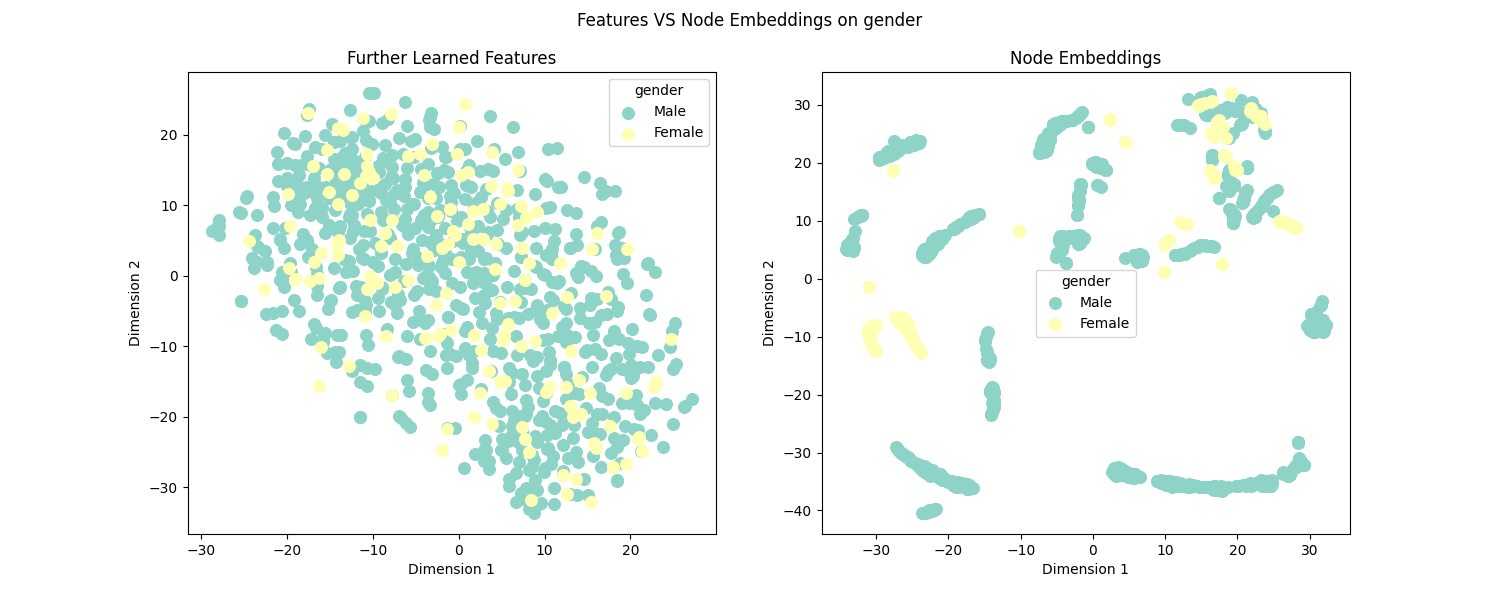 Features VS Node Embeddings on gender
Further Learned Features
gender
Male
Female
20
10
0
−10
−20
−30
Dimension 2
−30
−20
−10
0
10
20
Dimension 1
Node Embeddings
gender
Male
Female
30
20
10
0
−10
−20
−30
−40
Dimension 2
−30
−20
−10
0
10
20
30
Dimension 1